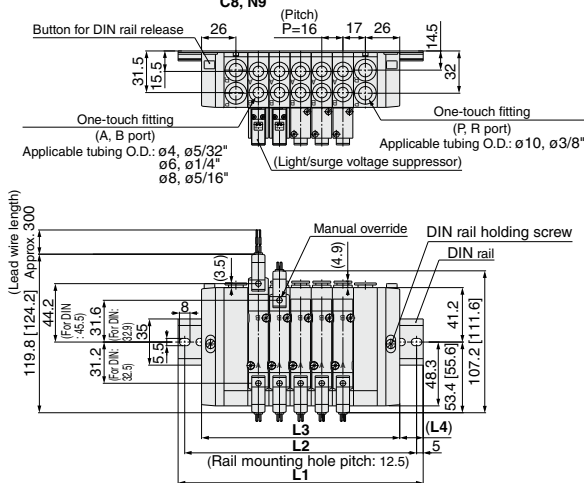 C8, N9
(Pitch)
P=16
17
26
26
14.5
Button for DIN rail release
31.5
15.5
32
One-touch fitting
(A, B port)
Applicable tubing O.D.: ø4, ø5/32"
ø6, ø1/4"
ø8, ø5/16"
(Light/surge voltage suppressor)
One-touch fitting
(P, R port)
Applicable tubing O.D.: ø10, ø3/8"
(Lead wire length)
Approx. 300
Manual override
DIN rail holding screw
DIN rail
(3.5)
(4.9)
119.8 [124.2]
44.2
(For DIN : 45.5)
31.6
(For DIN: 32.9)
35
8
5.5
31.2
(For DIN: 32.5)
41.2
48.3
53.4 [55.6]
107.2 [111.6]
L3
(L4)
L2
5
(Rail mounting hole pitch: 12.5)
L1